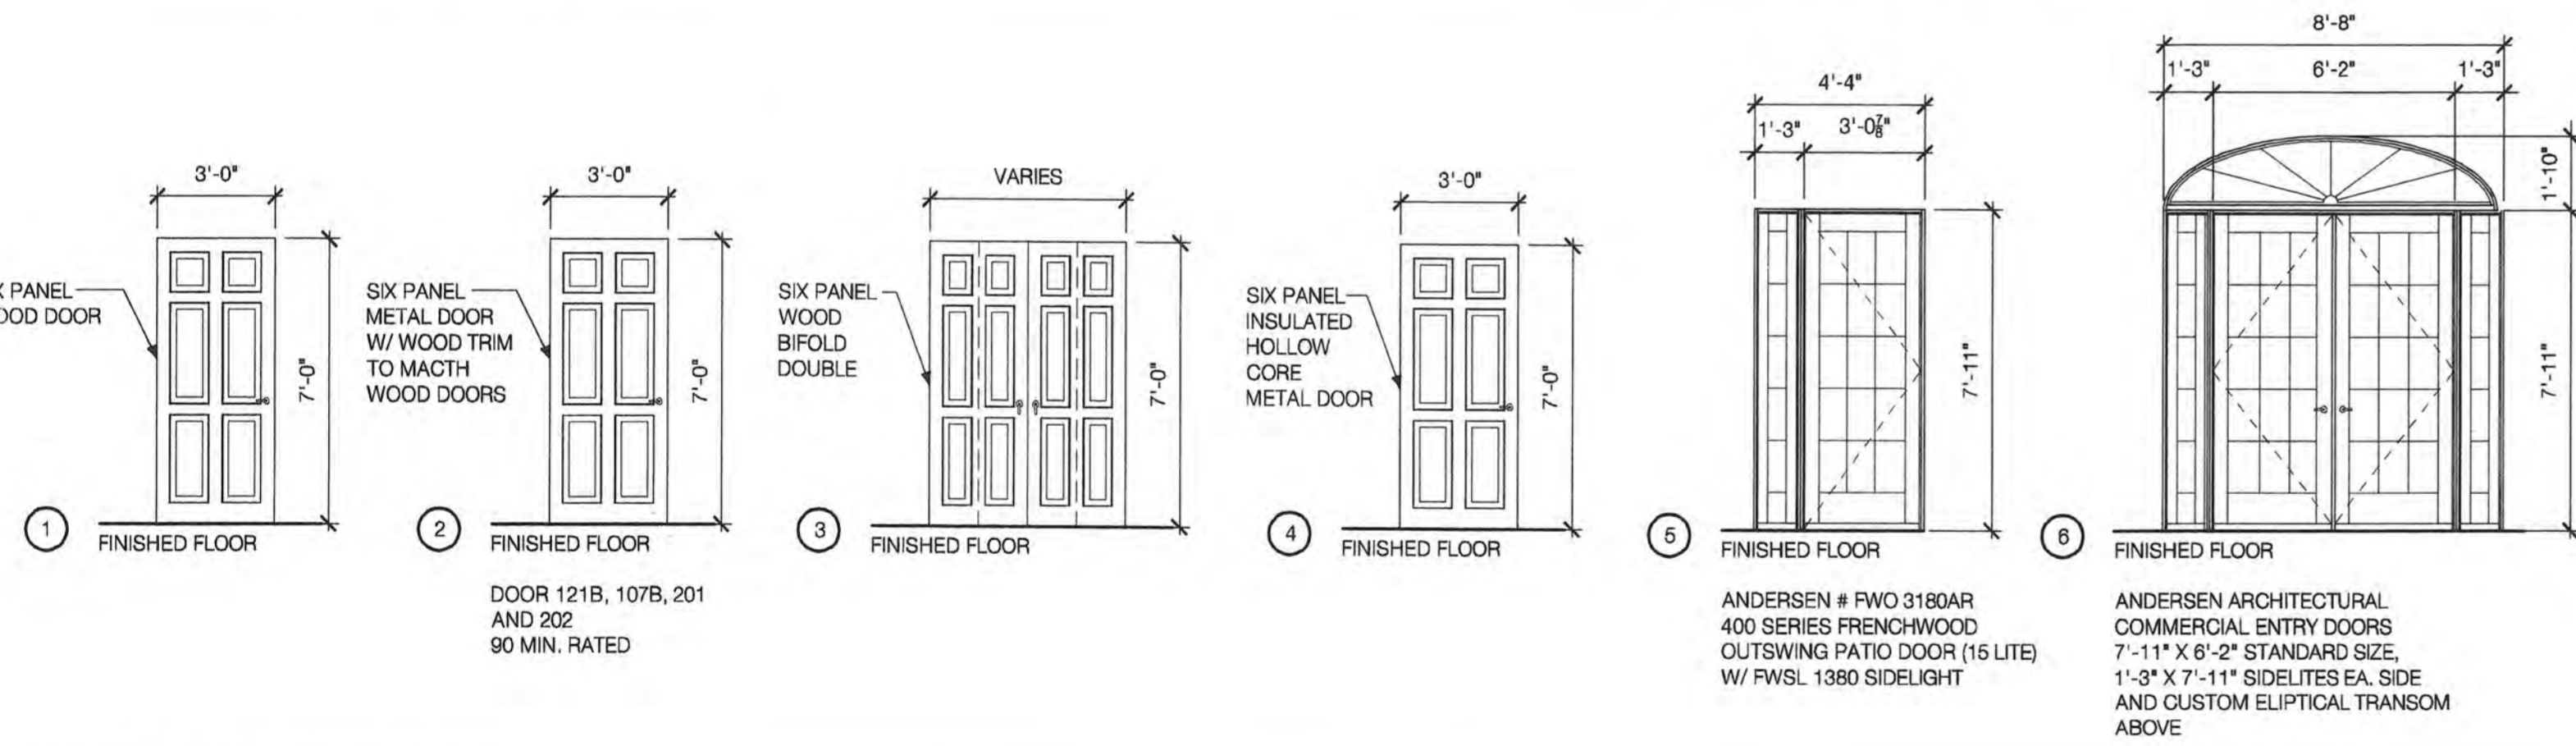 3'-0"
X PANEL
OOD DOOR
7'-0"
1
FINISHED FLOOR
3'-0"
SIX PANEL
METAL DOOR
W/ WOOD TRIM
TO MACTH
WOOD DOORS
7'-0"
2
FINISHED FLOOR
DOOR 121B, 107B, 201
AND 202
90 MIN. RATED
VARIES
SIX PANEL
WOOD
BIFOLD
DOUBLE
7'-0"
3
FINISHED FLOOR
3'-0"
SIX PANEL
INSULATED
HOLLOW
CORE
METAL DOOR
7'-0"
4
FINISHED FLOOR
4'-4"
1'-3" 3'-0⅞"
7'-11"
5
FINISHED FLOOR
ANDERSEN # FWO 3180AR
400 SERIES FRENCHWOOD
OUTSWING PATIO DOOR (15 LITE)
W/ FWSL 1380 SIDELIGHT
8'-8"
1'-3" 6'-2" 1'-3"
1'-10"
7'-11"
6
FINISHED FLOOR
ANDERSEN ARCHITECTURAL
COMMERCIAL ENTRY DOORS
7'-11" X 6'-2" STANDARD SIZE,
1'-3" X 7'-11" SIDELITES EA. SIDE
AND CUSTOM ELIPTICAL TRANSOM
ABOVE